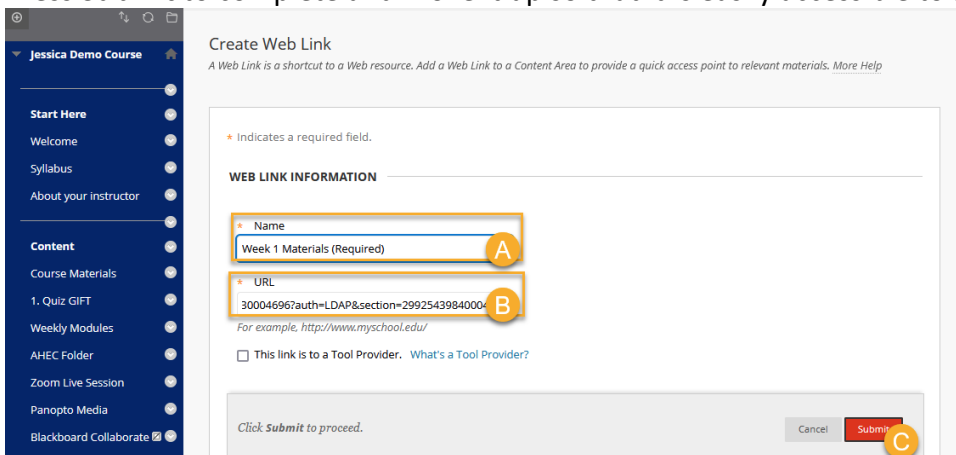 Jessica Demo Course
Start Here
Welcome
Syllabus
About your instructor
Content
Course Materials
1. Quiz GIFT
Weekly Modules
AHEC Folder
Zoom Live Session
Panopto Media
Blackboard Collaborate
Create Web Link
A Web Link is a shortcut to a Web resource. Add a Web Link to a Content Area to provide a quick access point to relevant materials. More Help
* Indicates a required field.
WEB LINK INFORMATION
* Name
Week 1 Materials (Required)
A
* URL
30004696?auth=LDAP&section=29925439840004
B
For example, http://www.myschool.edu/
This link is to a Tool Provider. What's a Tool Provider?
Click Submit to proceed.
Cancel
Submit
C